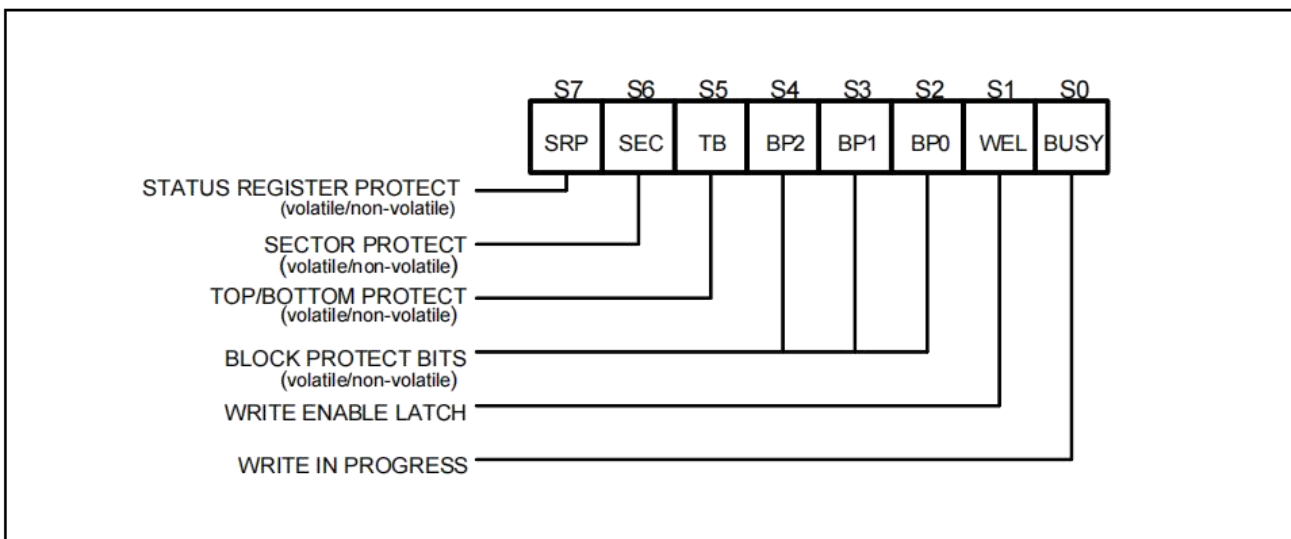 S7 S6 S5 S4 S3 S2 S1 S0
SRP SEC TB BP2 BP1 BP0 WEL BUSY
STATUS REGISTER PROTECT
(volatile/non-volatile)
SECTOR PROTECT
(volatile/non-volatile)
TOP/BOTTOM PROTECT
(volatile/non-volatile)
BLOCK PROTECT BITS
(volatile/non-volatile)
WRITE ENABLE LATCH
WRITE IN PROGRESS